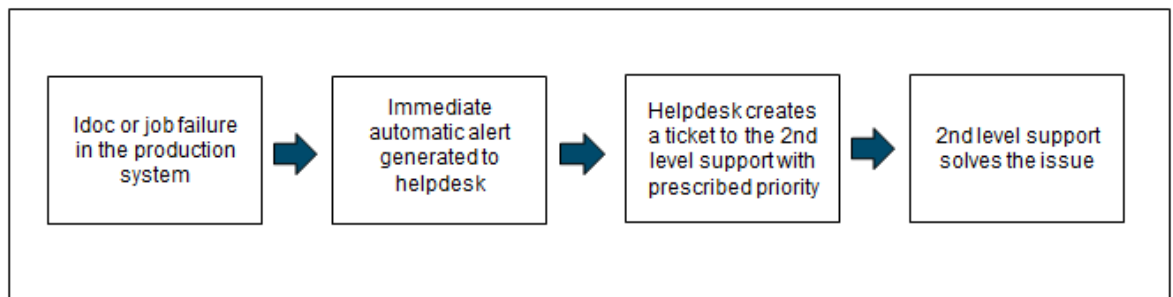 Idoc or job failure
in the production
system
Immediate
automatic alert
generated to
helpdesk
Helpdesk creates
a ticket to the 2nd
level support with
prescribed priority
2nd level support
solves the issue